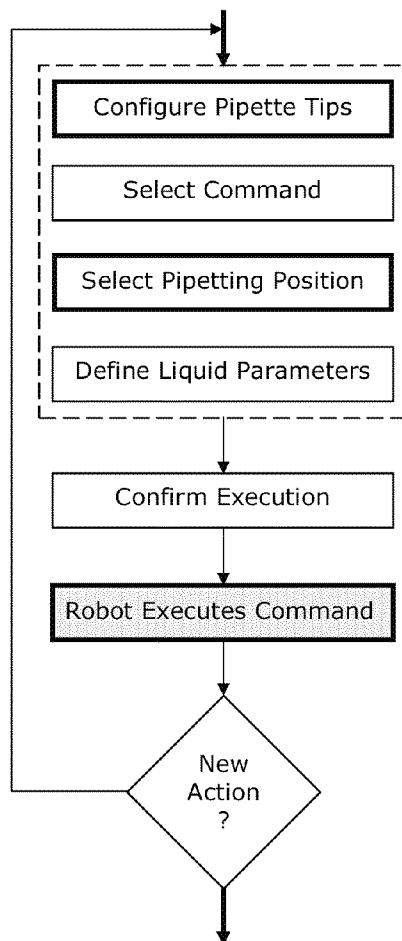 Configure Pipette Tips
Select Command
Select Pipetting Position
Define Liquid Parameters
Confirm Execution
Robot Executes Command
New
Action
?